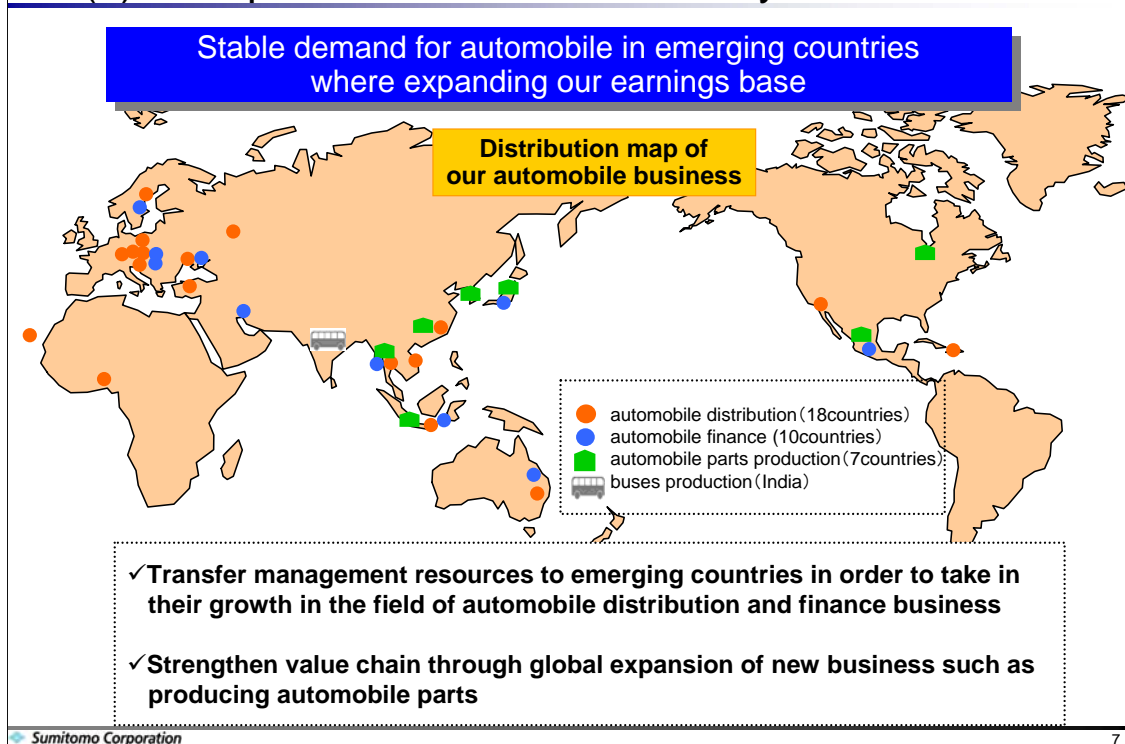 Stable demand for automobile in emerging countries
where expanding our earnings base
Distribution map of
our automobile business
automobile distribution（18countries）
automobile finance (10countries)
automobile parts production（7countries）
buses production（India）
✓Transfer management resources to emerging countries in order to take in
their growth in the field of automobile distribution and finance business
✓Strengthen value chain through global expansion of new business such as
producing automobile parts
Sumitomo Corporation
7